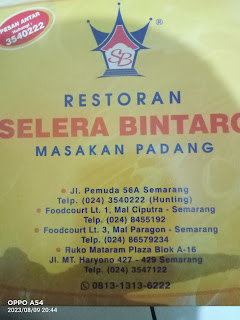 PESAN ANTAR
3540222
SB
RESTORAN
SELERA BINTARO
MASAKAN PADANG
• Jl. Pemuda 56A Semarang
Telp. (024) 3540222 (Hunting)
• Foodcourt Lt. 1, Mal Ciputra - Semarang
Telp. (024) 8455192
• Foodcourt Lt. 3, Mal Paragon - Semarang
Telp. (024) 86579234
• Ruko Mataram Plaza Blok A-16
Jl. MT. Haryono 427 - 429 Semarang
Telp. (024) 3547122
0813-1313-6222
OPPO A54
2023/08/09 20:44